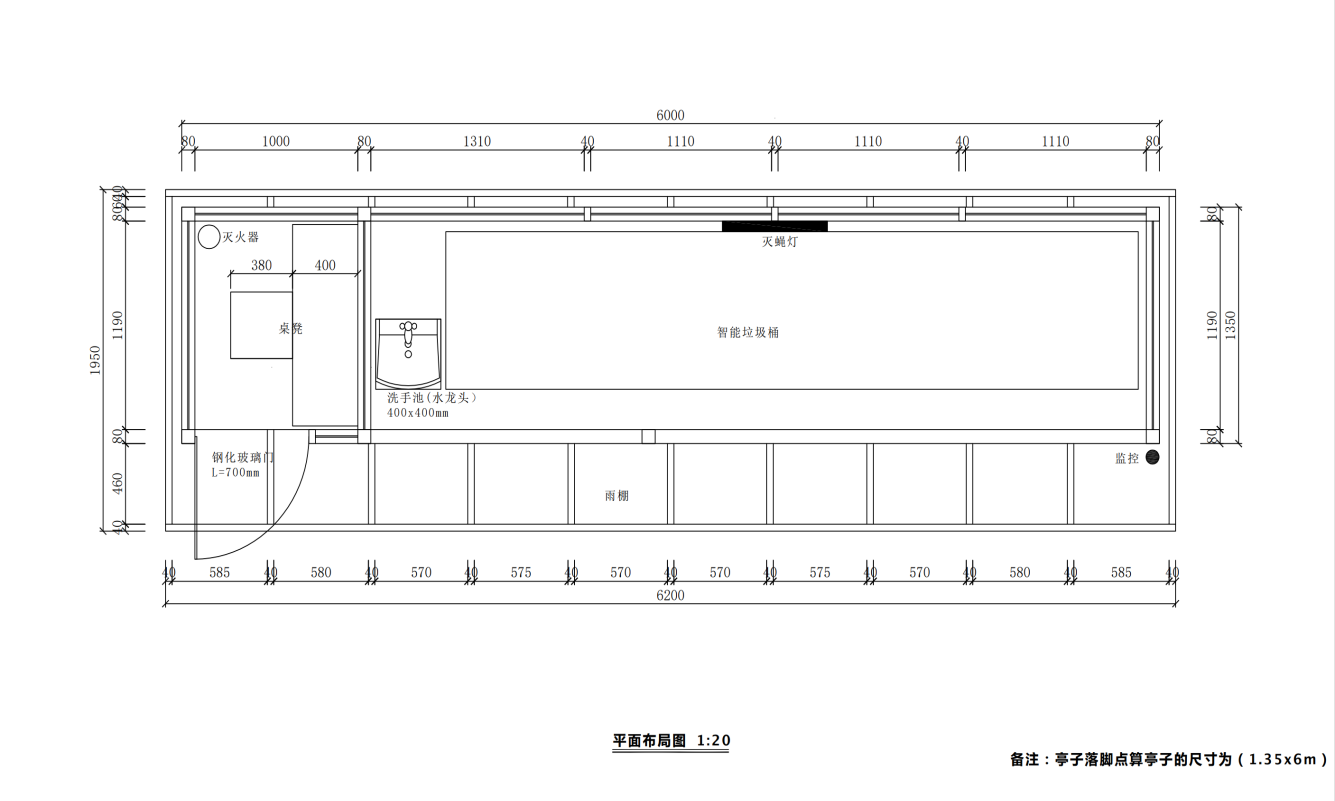 6000
80 1000 80 1310 40 1110 40 1110 40 1110 80
40
60
80
1190
1950
80
460
40
灭火器
380 400
桌凳
灭蝇灯
智能垃圾桶
洗手池(水龙头)
400x400mm
钢化玻璃门
L=700mm
雨棚
监控
80
1190
1350
80
40 585 40 580 40 570 40 575 40 570 40 570 40 575 40 570 40 580 40 585 40
6200
平面布局图 1:20
备注：亭子落脚点算亭子的尺寸为（1.35x6m）